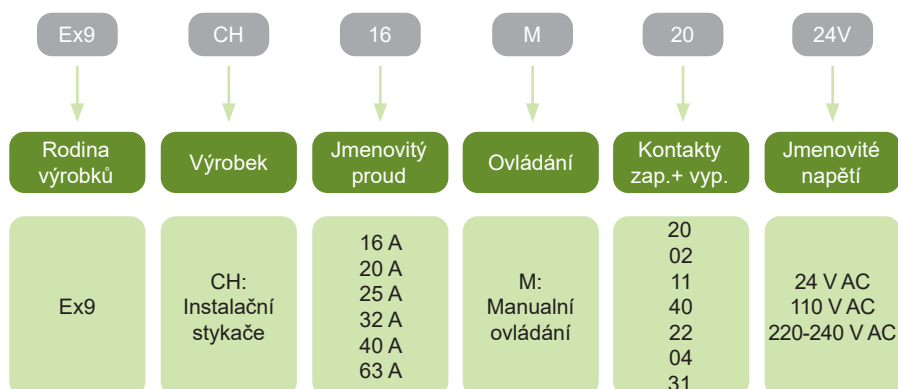 Ex9
CH
16
M
20
24V
Rodina
výrobků
Výrobek
Jmenovitý
proud
Ovládání
Kontakty
zap.+ vyp.
Jmenovité
napětí
Ex9
CH:
Instalační
stykače
16 A
20 A
25 A
32 A
40 A
63 A
M:
Manualní
ovládání
20
02
11
40
22
04
31
24 V AC
110 V AC
220-240 V AC